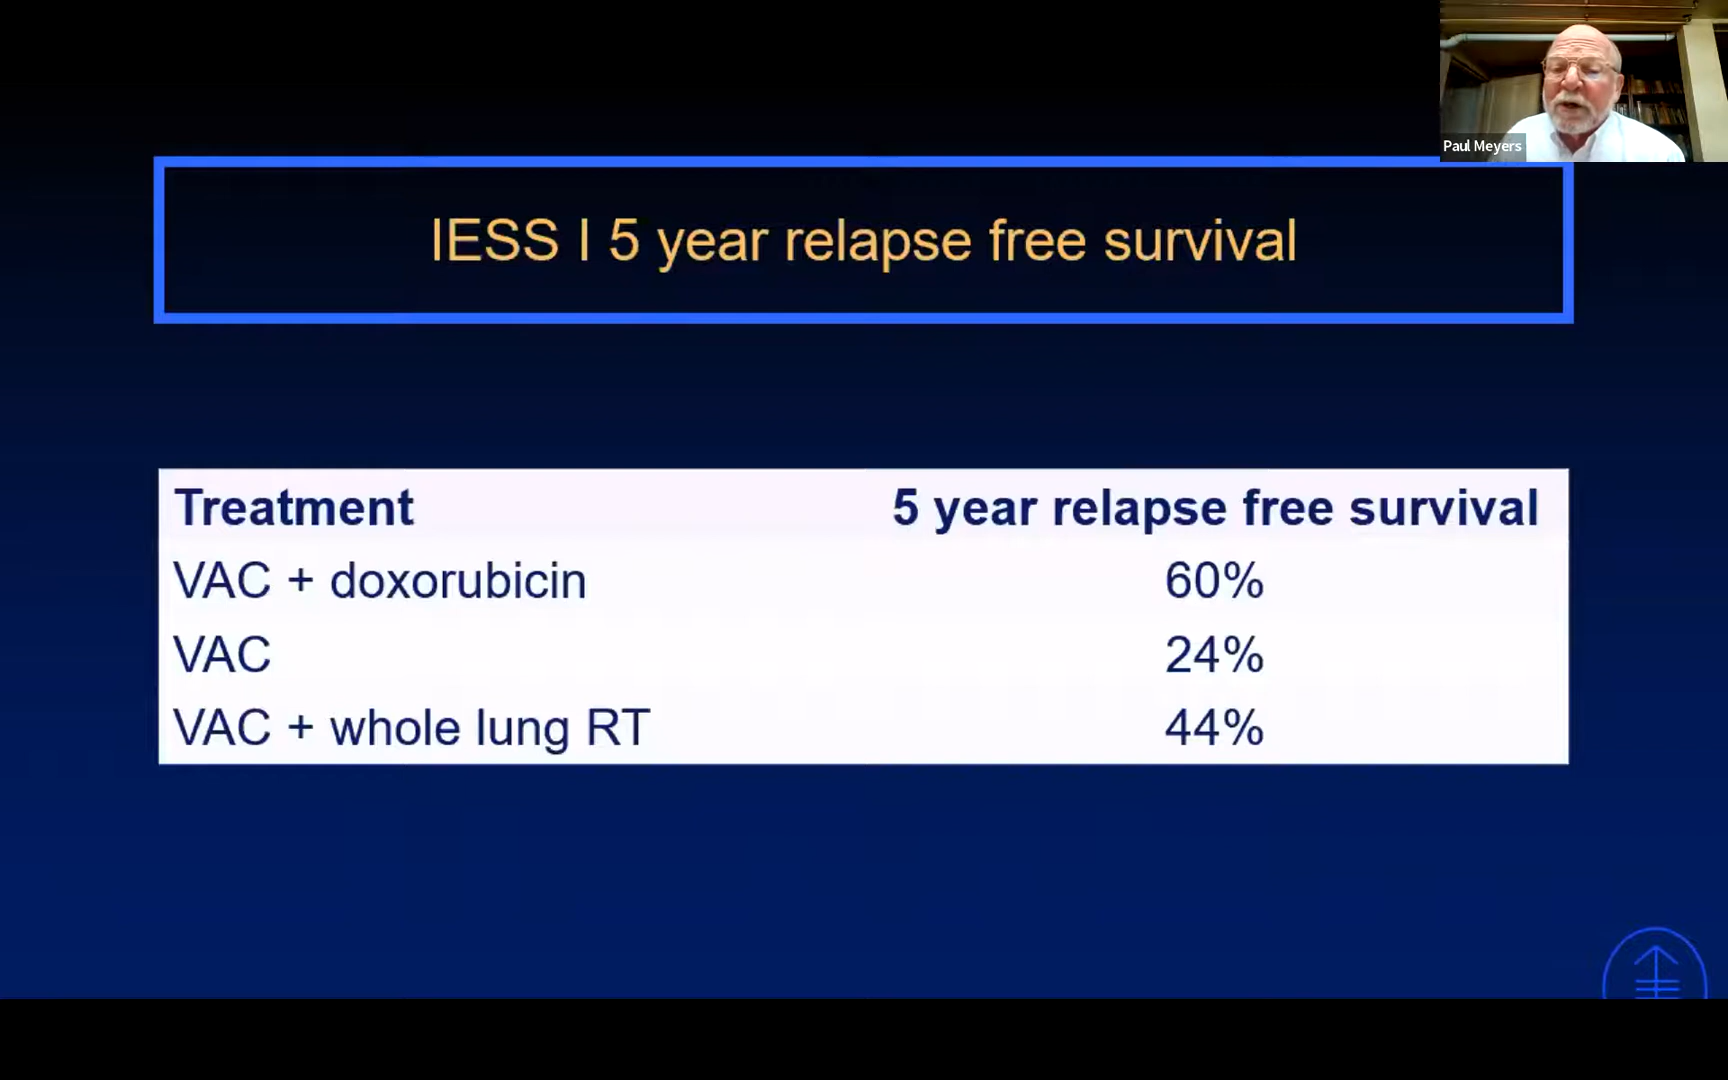 Paul Meyers
IESS I 5 year relapse free survival
Treatment 5 year relapse free survival
VAC + doxorubicin 60%
VAC 24%
VAC + whole lung RT 44%